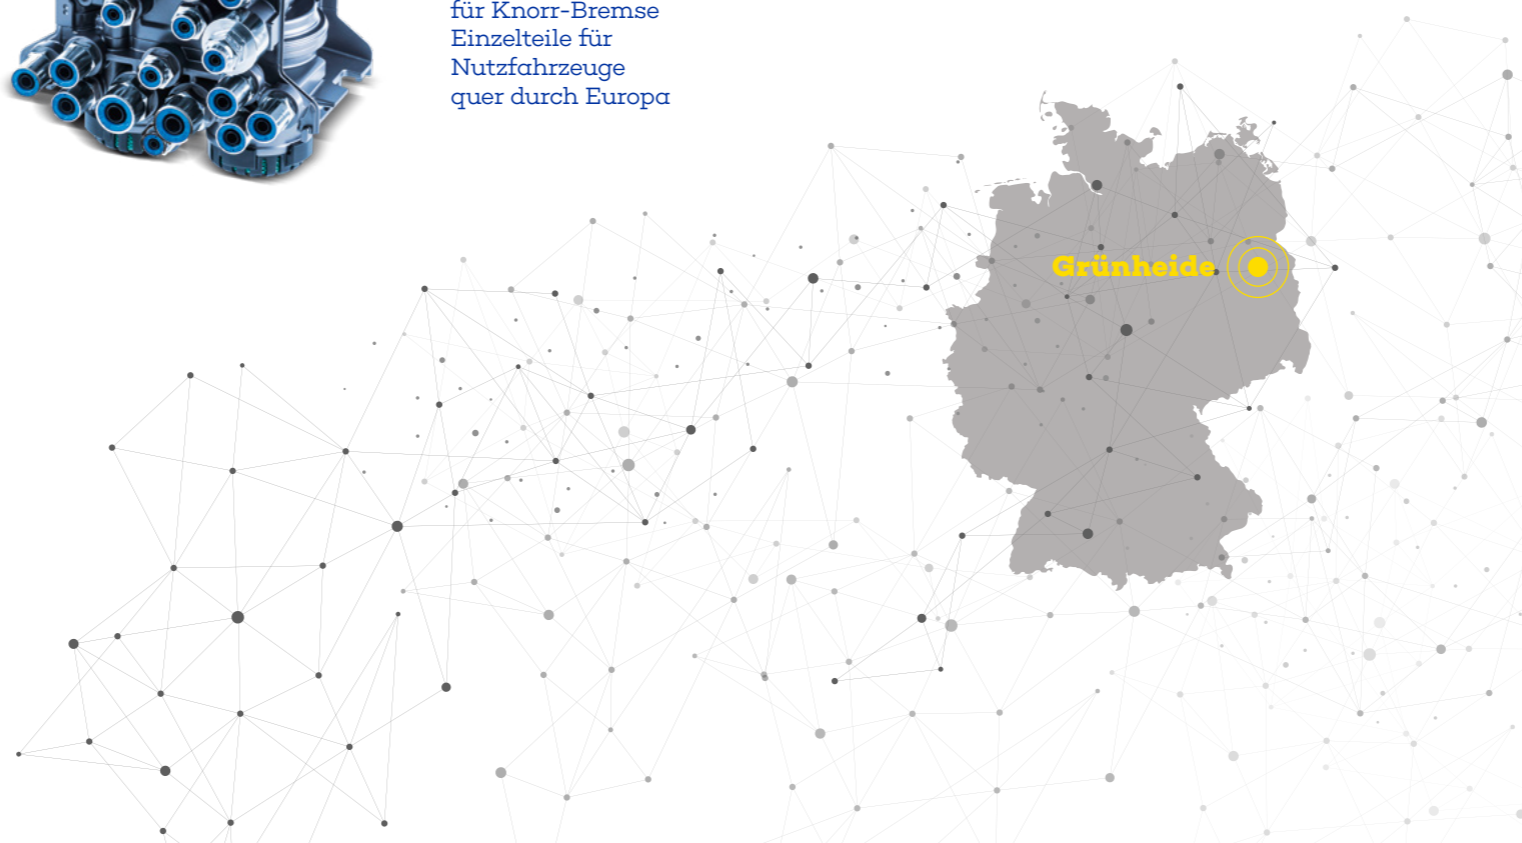 für Knorr-Bremse
Einzelteile für
Nutzfahrzeuge
quer durch Europa
Grünheide